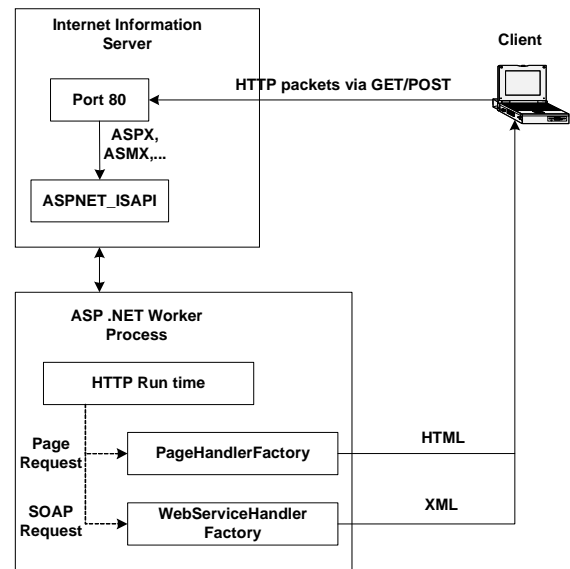 Internet Information
Server
Client
Port 80
HTTP packets via GET/POST
ASPX,
ASMX,...
ASPNET_ISAPI
ASP .NET Worker
Process
HTTP Run time
Page
Request
PageHandlerFactory
HTML
SOAP
Request
WebServiceHandler
Factory
XML